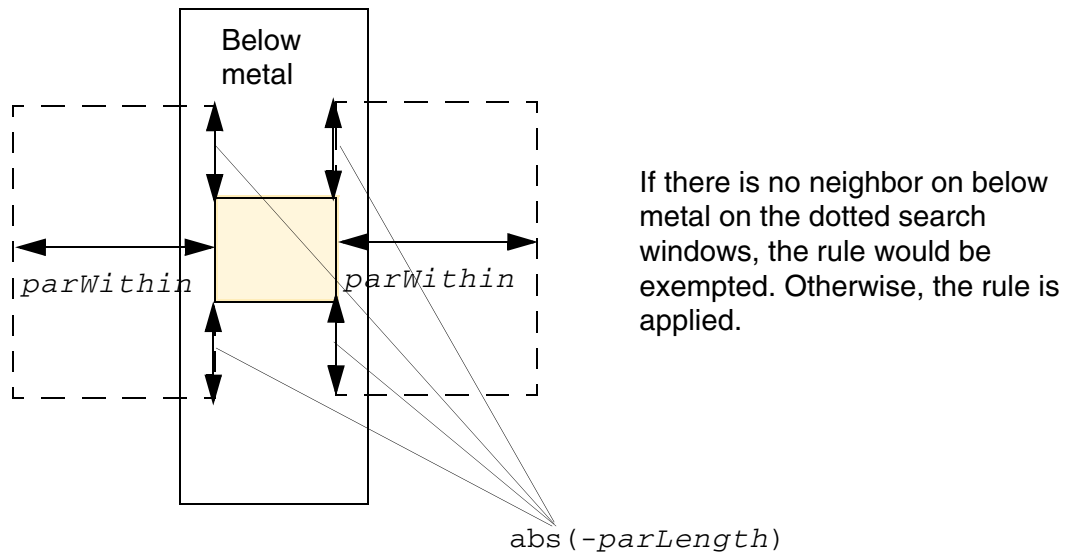 Below
metal
If there is no neighbor on below
metal on the dotted search
windows, the rule would be
exempted. Otherwise, the rule is
applied.
parWithin
parWithin
abs(-parLength)